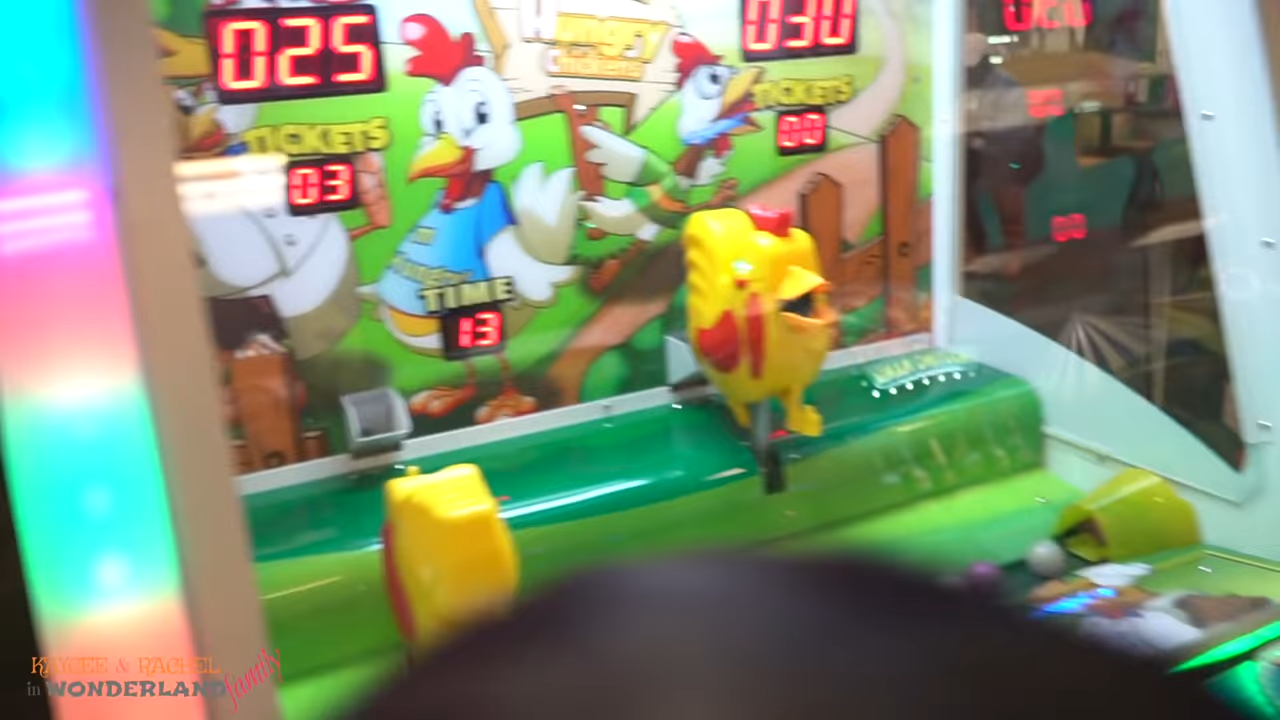 025
HUNGRY
Chickens
030
TICKETS
03
TICKETS
00
TIME
13
KAYCEE & RACHEL
in WONDERLAND family